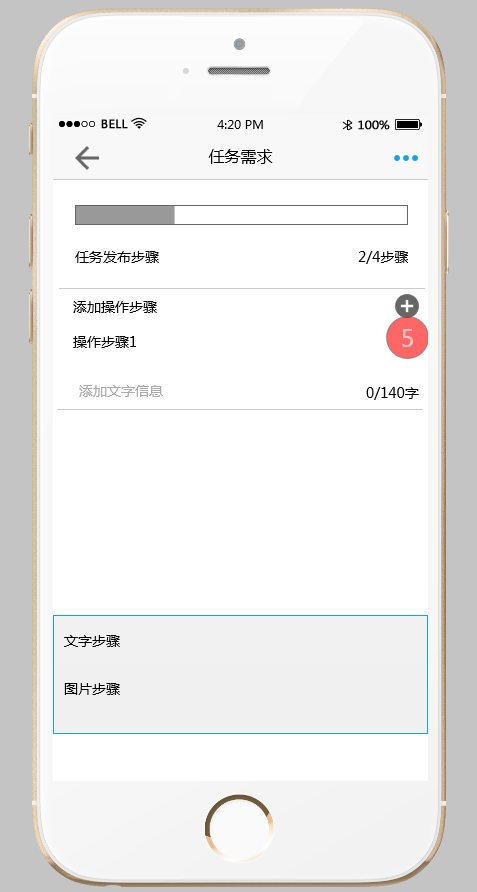 BELL 4:20 PM 100%
任务需求
任务发布步骤 2/4步骤
添加操作步骤
操作步骤1 5
添加文字信息 0/140字
文字步骤
图片步骤